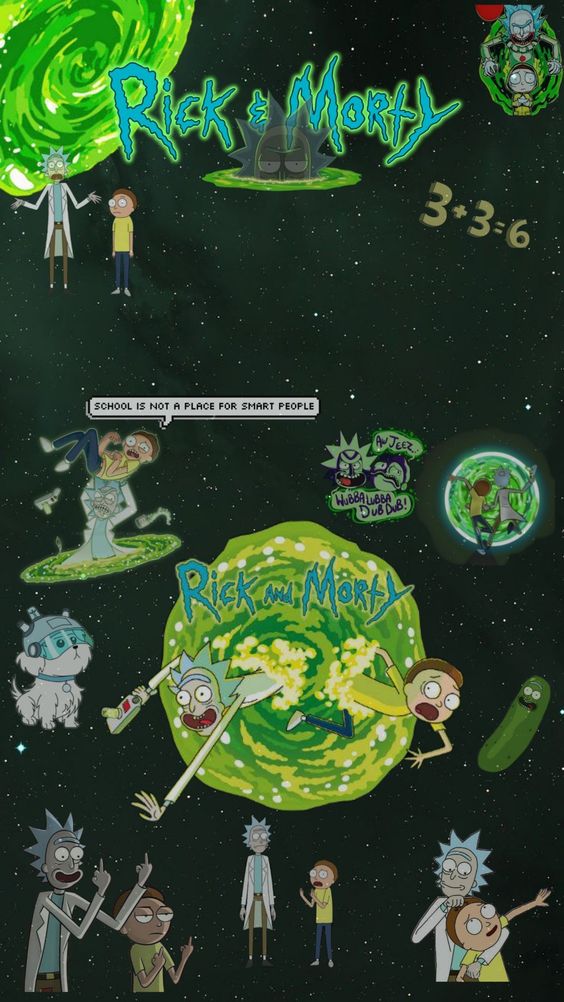 RICK & MORTY
3+3=6
SCHOOL IS NOT A PLACE FOR SMART PEOPLE
AW JEEZ..
WUBBA LUBBA
DUB DUB!
RICK AND MORTY